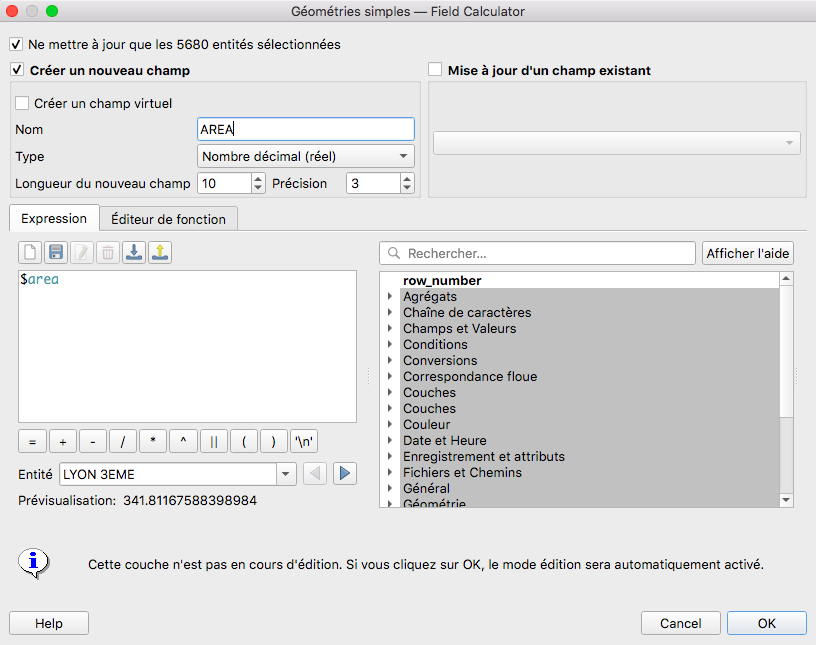 Géométries simples — Field Calculator
Ne mettre à jour que les 5680 entités sélectionnées
Créer un nouveau champ
Mise à jour d'un champ existant
Créer un champ virtuel
Nom AREA
Type Nombre décimal (réel)
Longueur du nouveau champ 10 Précision 3
Expression Éditeur de fonction
Rechercher... Afficher l'aide
$area
row_number
Agrégats
Chaîne de caractères
Champs et Valeurs
Conditions
Conversions
Correspondance floue
Couches
Couches
Couleur
Date et Heure
Enregistrement et attributs
Fichiers et Chemins
Général
Géométrie
= + - / * ^ || ( ) '\n'
Entité LYON 3EME
Prévisualisation: 341.81167588398984
Cette couche n'est pas en cours d'édition. Si vous cliquez sur OK, le mode édition sera automatiquement activé.
Help Cancel OK